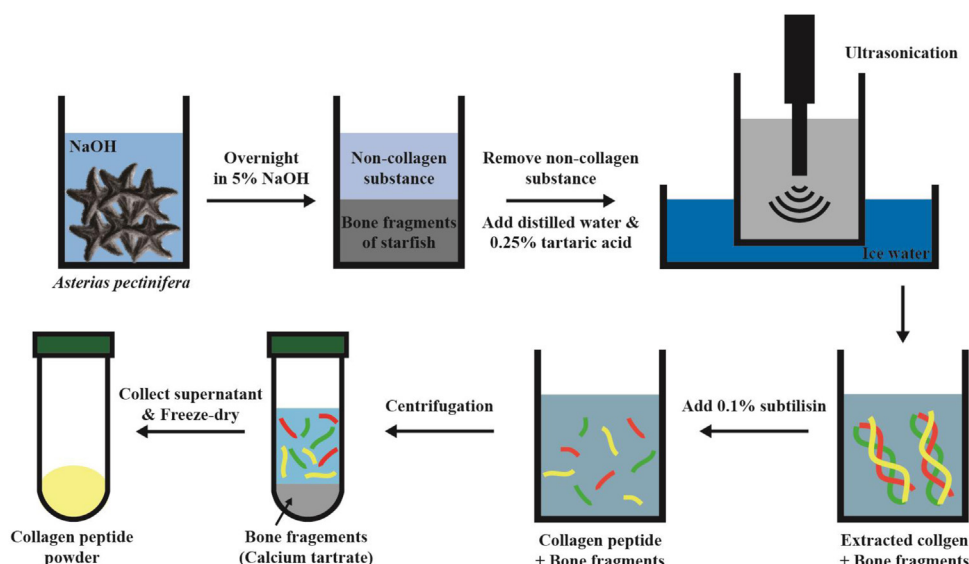 Ultrasonication
NaOH
Overnight
in 5% NaOH
Non-collagen
substance
Bone fragments
of starfish
Remove non-collagen
substance
Add distilled water &
0.25% tartaric acid
Ice water
Asterias pectinifera
Collect supernatant
& Freeze-dry
Centrifugation
Add 0.1% subtilisin
Collagen peptide
powder
Bone fragements
(Calcium tartrate)
Collagen peptide
+ Bone fragments
Extracted collgen
+ Bone fragments